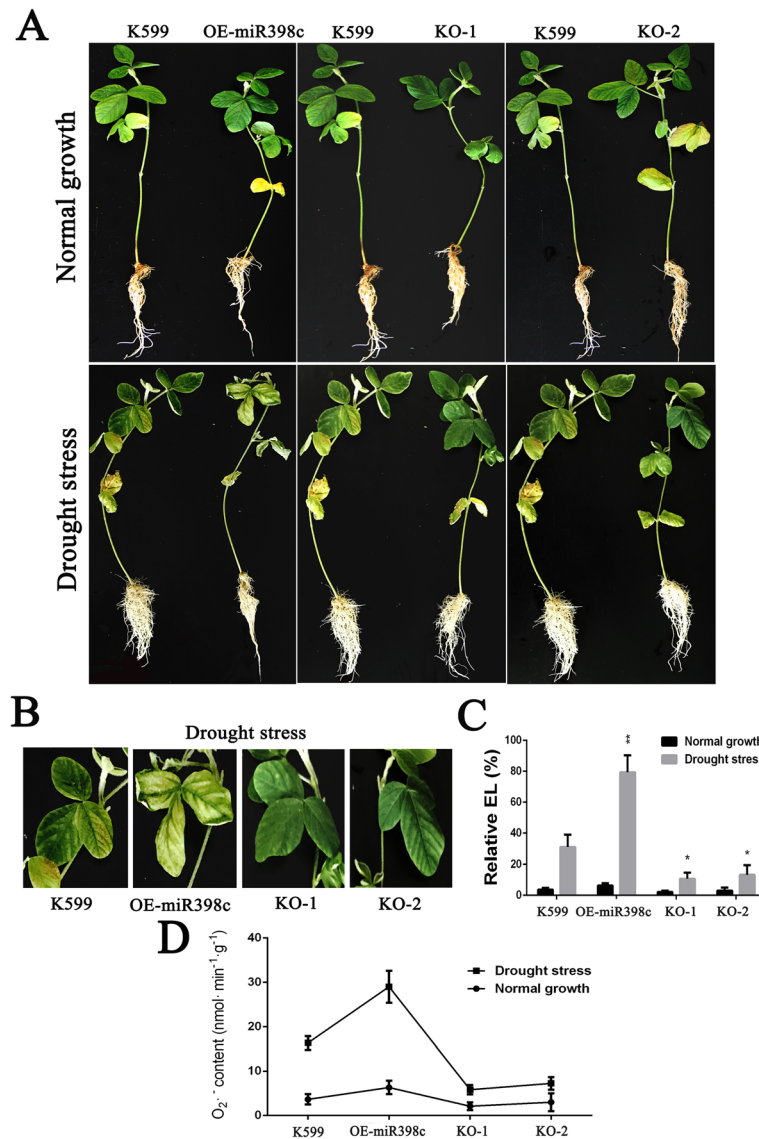 A
K599 OE-miR398c K599 KO-1 K599 KO-2
Normal growth
Drought stress
B
Drought stress
K599 OE-miR398c KO-1 KO-2
C
Relative EL (%)
100
80
60
40
20
0
**
*
*
Normal growth
Drought stress
K599 OE-miR398c KO-1 KO-2
D
O₂·⁻ content (nmol· min⁻¹·g⁻¹)
40
30
20
10
0
Drought stress
Normal growth
K599 OE-miR398c KO-1 KO-2